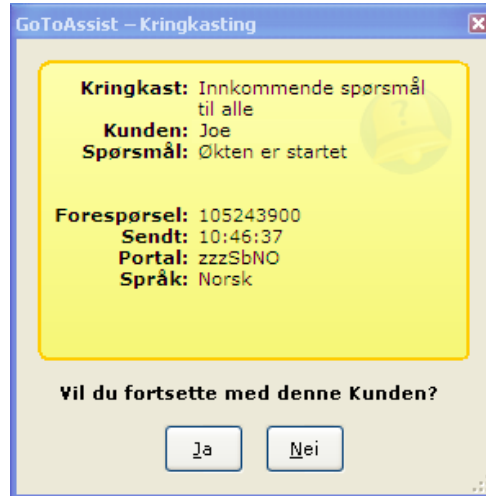 GoToAssist – Kringkasting
Kringkast: Innkommende spørsmål
til alle
Kunden: Joe
Spørsmål: Økten er startet
Forespørsel: 105243900
Sendt: 10:46:37
Portal: zzzSbNO
Språk: Norsk
Vil du fortsette med denne Kunden?
Ja Nei